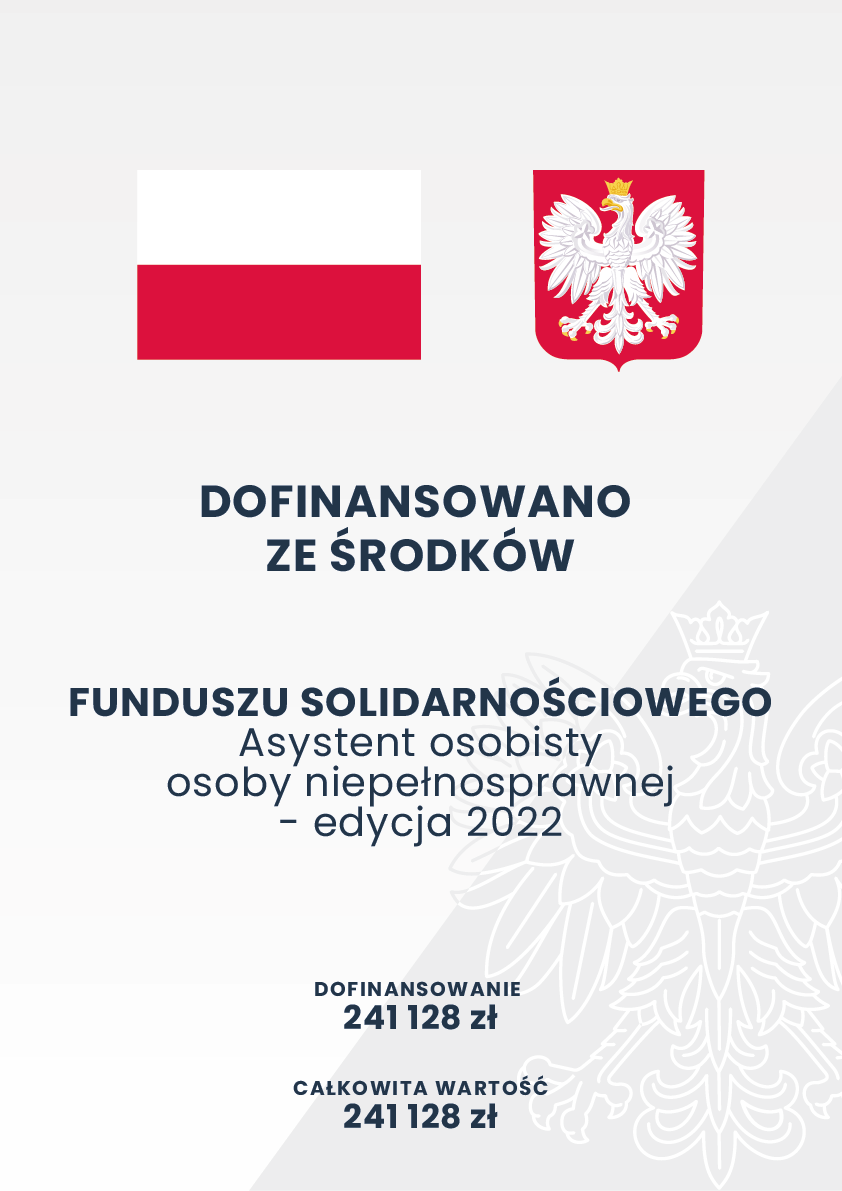 DOFINANSOWANO
ZE ŚRODKÓW
FUNDUSZU SOLIDARNOŚCIOWEGO
Asystent osobisty
osoby niepełnosprawnej
- edycja 2022
DOFINANSOWANIE
241 128 zł
CAŁKOWITA WARTOŚĆ
241 128 zł